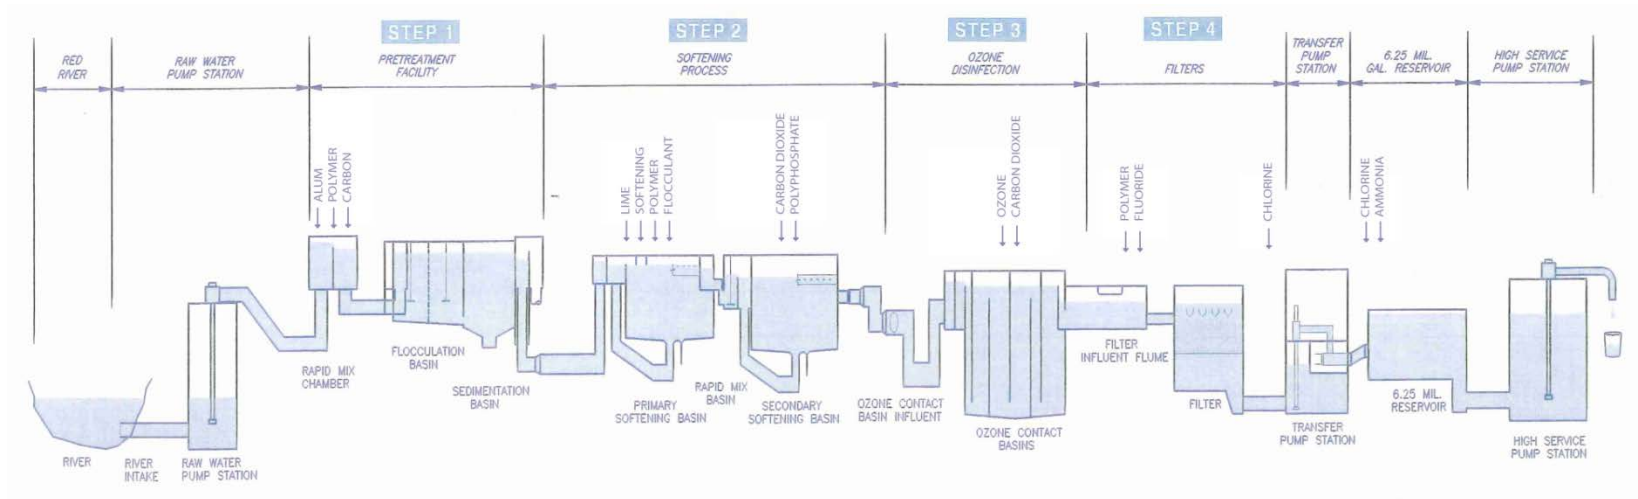 STEP 1
STEP 2
STEP 3
STEP 4
RED
RIVER
RAW WATER
PUMP STATION
PRETREATMENT
FACILITY
SOFTENING
PROCESS
OZONE
DISINFECTION
FILTERS
TRANSFER
PUMP
STATION
6.25 MIL.
GAL. RESERVOIR
HIGH SERVICE
PUMP STATION
ALUM
POLYMER
CARBON
LIME
SOFTENING
POLYMER
FLOCCULANT
CARBON DIOXIDE
POLYPHOSPHATE
OZONE
CARBON DIOXIDE
POLYMER
FLUORIDE
CHLORINE
CHLORINE
AMMONIA
RIVER
RIVER
INTAKE
RAW WATER
PUMP STATION
RAPID MIX
CHAMBER
FLOCCULATION
BASIN
SEDIMENTATION
BASIN
PRIMARY
SOFTENING BASIN
RAPID MIX
BASIN
SECONDARY
SOFTENING BASIN
OZONE CONTACT
BASIN INFLUENT
OZONE CONTACT
BASINS
FILTER
INFLUENT FLUME
FILTER
TRANSFER
PUMP STATION
6.25 MIL.
RESERVOIR
HIGH SERVICE
PUMP STATION